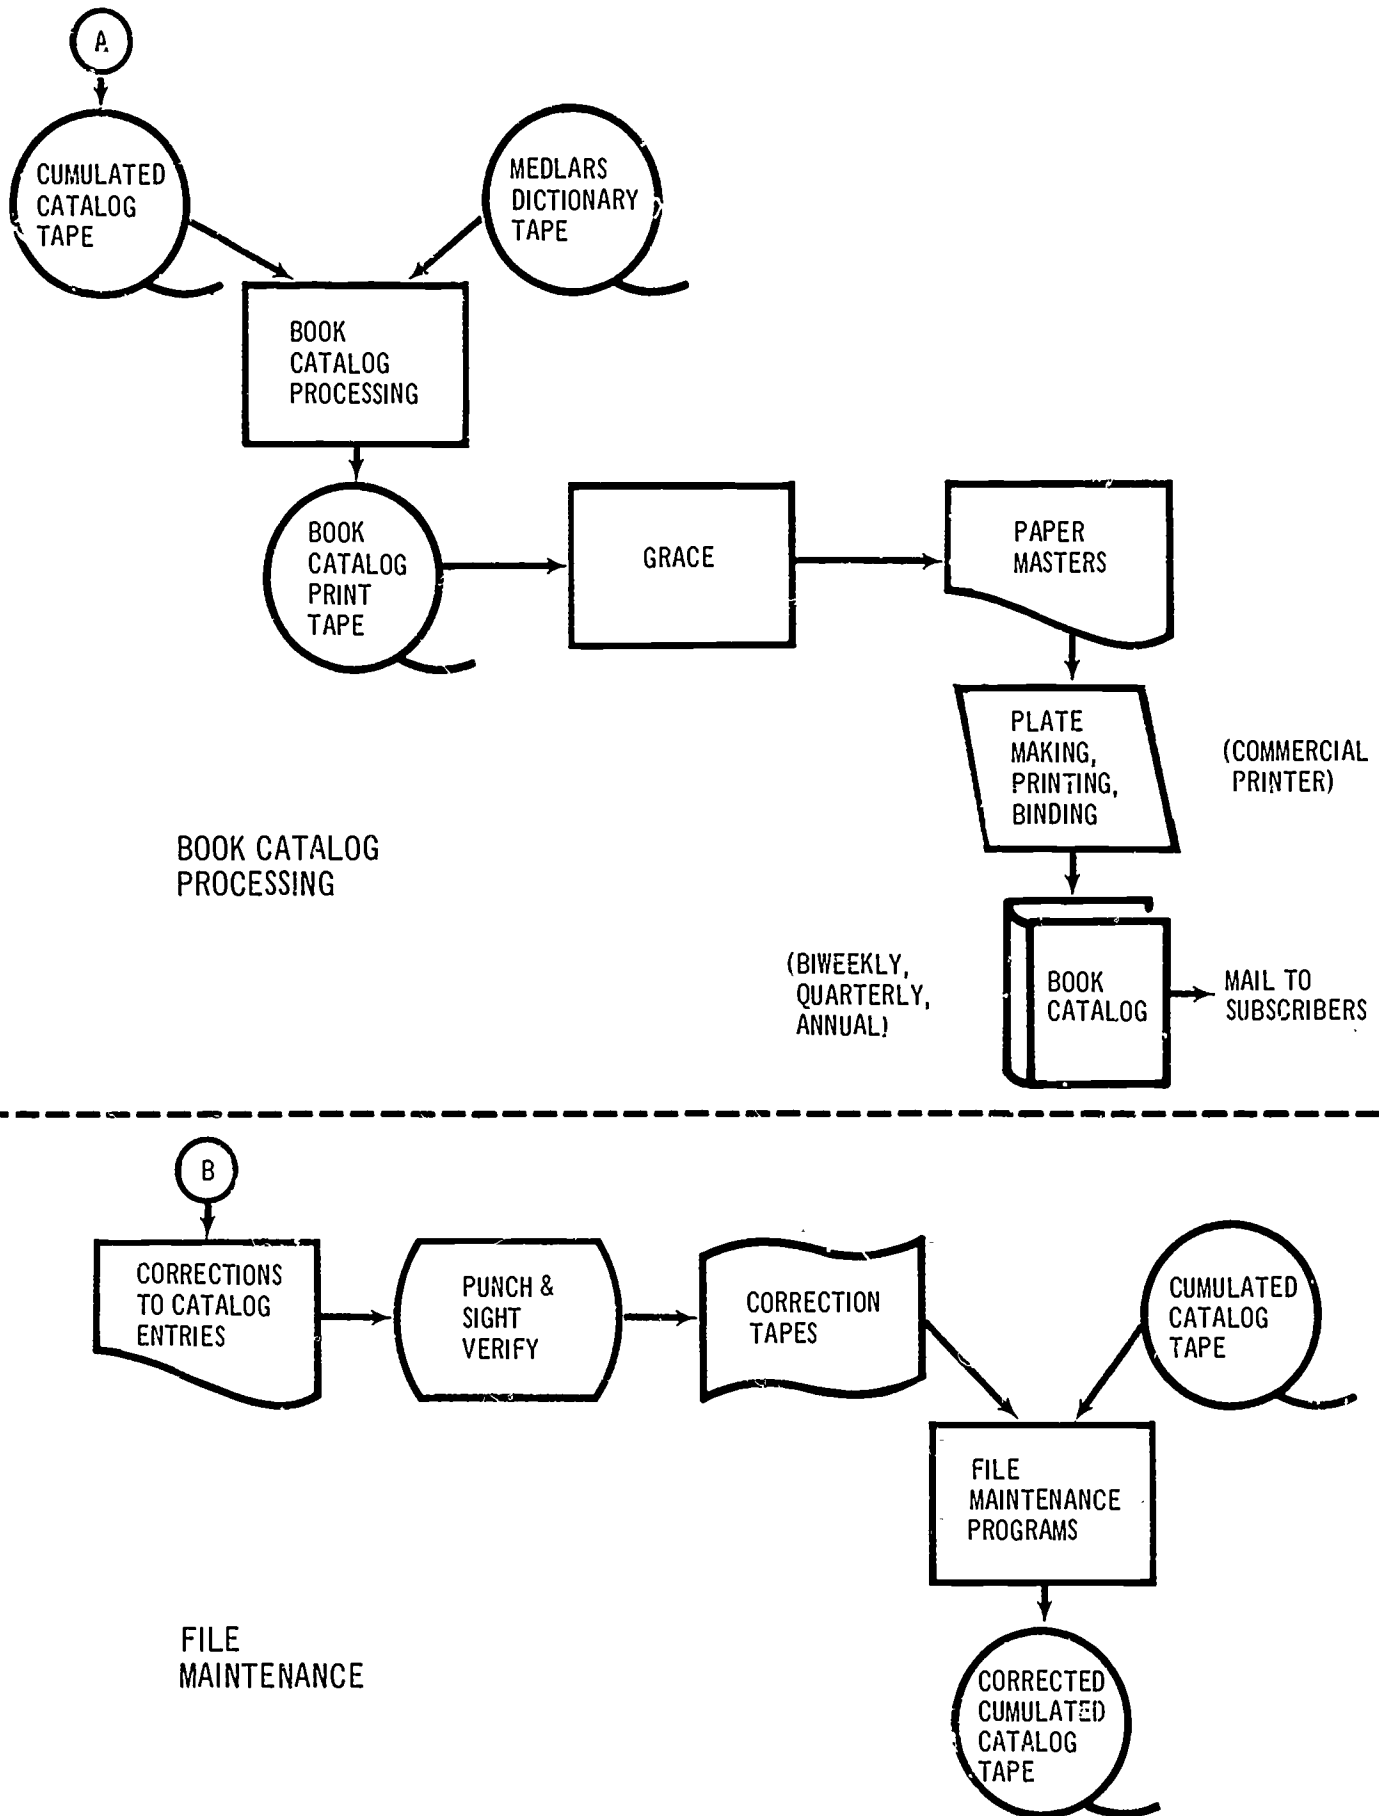 A
CUMULATED
CATALOG
TAPE
MEDLARS
DICTIONARY
TAPE
BOOK
CATALOG
PROCESSING
BOOK
CATALOG
PRINT
TAPE
GRACE
PAPER
MASTERS
PLATE
MAKING,
PRINTING,
BINDING
(COMMERCIAL
PRINTER)
BOOK CATALOG
PROCESSING
(BIWEEKLY,
QUARTERLY,
ANNUAL)
BOOK
CATALOG
MAIL TO
SUBSCRIBERS
B
CORRECTIONS
TO CATALOG
ENTRIES
PUNCH &
SIGHT
VERIFY
CORRECTION
TAPES
CUMULATED
CATALOG
TAPE
FILE
MAINTENANCE
PROGRAMS
FILE
MAINTENANCE
CORRECTED
CUMULATED
CATALOG
TAPE